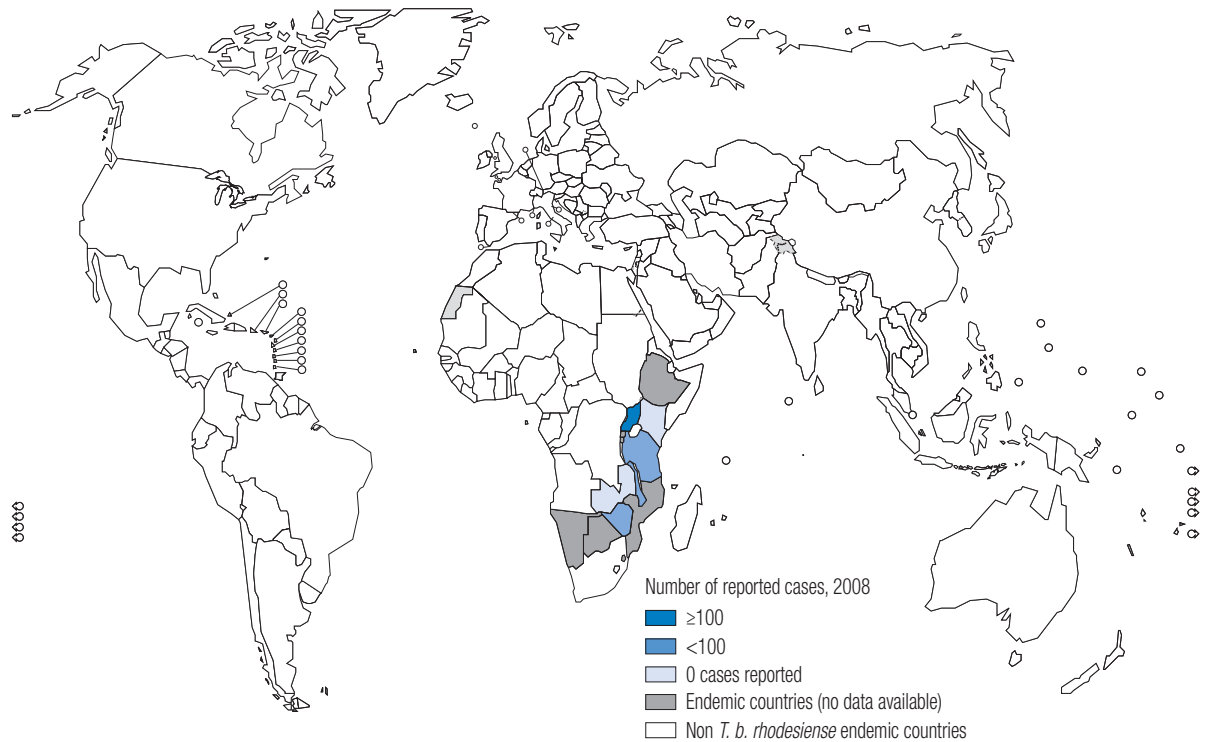 Number of reported cases, 2008
≥100
<100
0 cases reported
Endemic countries (no data available)
Non T. b. rhodesiense endemic countries